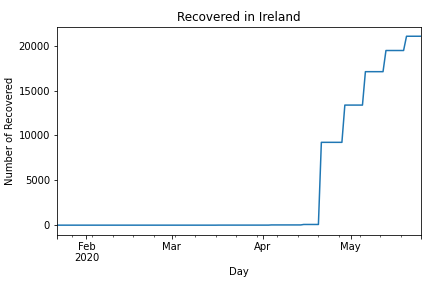 Recovered in Ireland
Number of Recovered
20000
15000
10000
5000
0
Feb
2020
Mar
Apr
May
Day